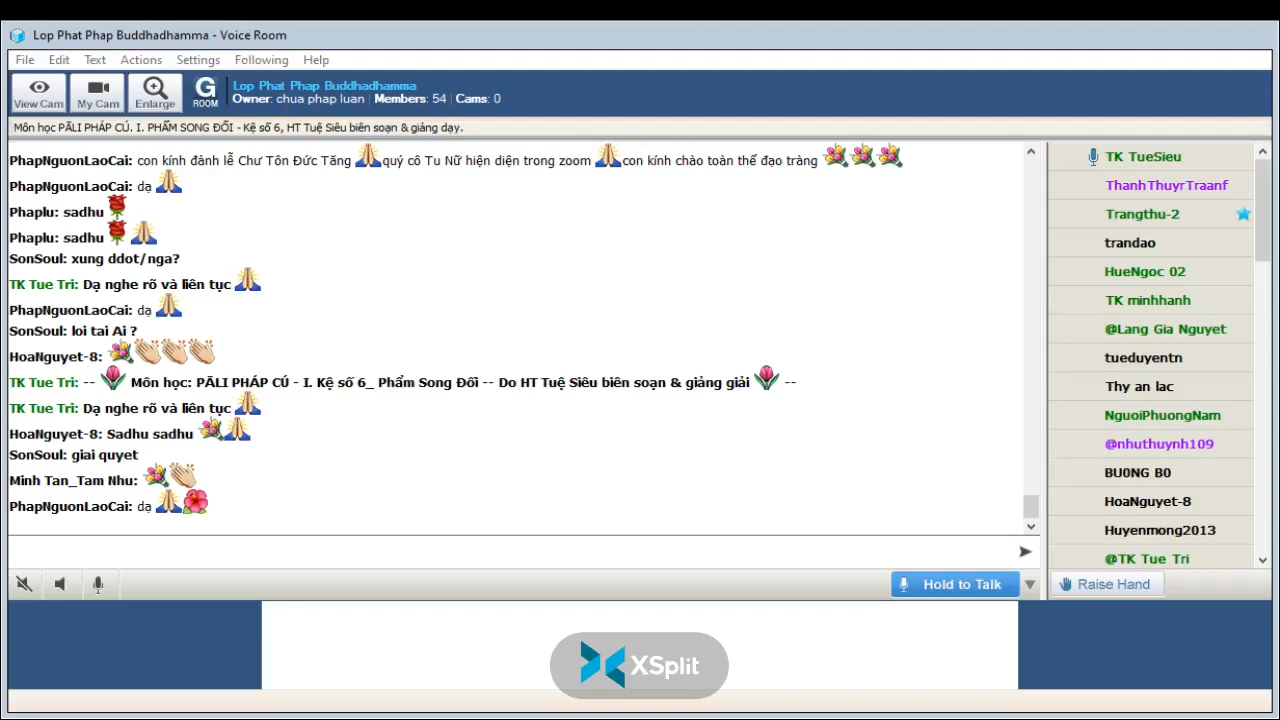 Lop Phat Phap Buddhadhamma - Voice Room
File Edit Text Actions Settings Following Help
View Cam My Cam Enlarge G ROOM Lop Phat Phap Buddhadhamma
Owner: chua phap luan | Members: 54 | Cams: 0
Môn học PÃLI PHÁP CÚ. I. PHẨM SONG ĐỐI - Kệ số 6, HT Tuệ Siêu biên soạn & giảng dạy.
PhapNguonLaoCai: con kính đảnh lễ Chư Tôn Đức Tăng 🙏 quý cô Tu Nữ hiện diện trong zoom 🙏 con kính chào toàn thể đạo tràng 💐💐💐
PhapNguonLaoCai: dạ 🙏
Phaplu: sadhu 🌹
Phaplu: sadhu 🌹🙏
SonSoul: xung ddot/nga?
TK Tue Tri: Dạ nghe rõ và liên tục 🙏
PhapNguonLaoCai: dạ 🙏
SonSoul: loi tai Ai ?
HoaNguyet-8: 💐👏👏👏
TK Tue Tri: -- 🌷 Môn học: PÃLI PHÁP CÚ - I. Kệ số 6_ Phẩm Song Đối -- Do HT Tuệ Siêu biên soạn & giảng giải 🌷 --
TK Tue Tri: Dạ nghe rõ và liên tục 🙏
HoaNguyet-8: Sadhu sadhu 💐🙏
SonSoul: giai quyet
Minh Tan_Tam Nhu: 💐👏
PhapNguonLaoCai: dạ 🙏🌺
TK TueSieu
ThanhThuyrTraanf
Trangthu-2
trandao
HueNgoc 02
TK minhhanh
@Lang Gia Nguyet
tueduyentn
Thy an lac
NguoiPhuongNam
@nhuthuynh109
BU0NG B0
HoaNguyet-8
Huyenmong2013
@TK Tue Tri
Hold to Talk
Raise Hand
XSplit